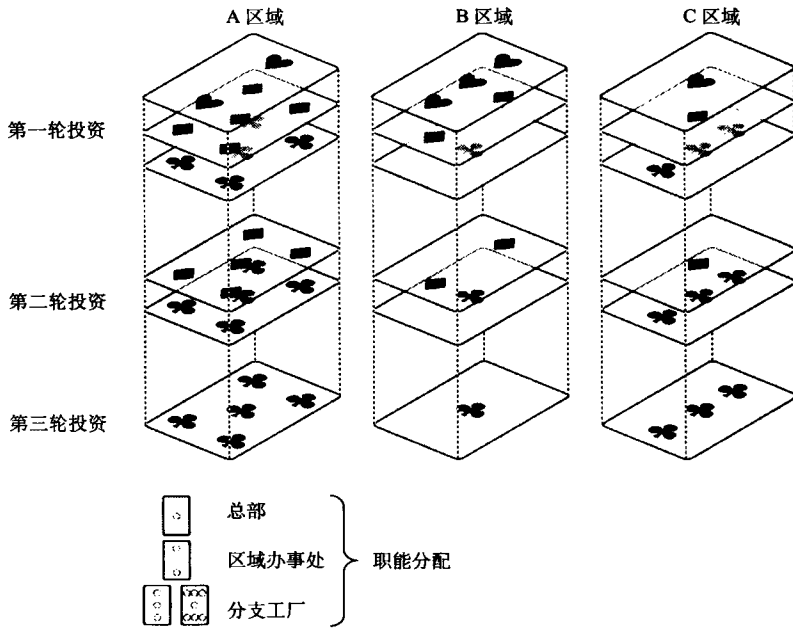 A 区域 B 区域 C 区域
第一轮投资
第二轮投资
第三轮投资
总部
区域办事处
职能分配
分支工厂